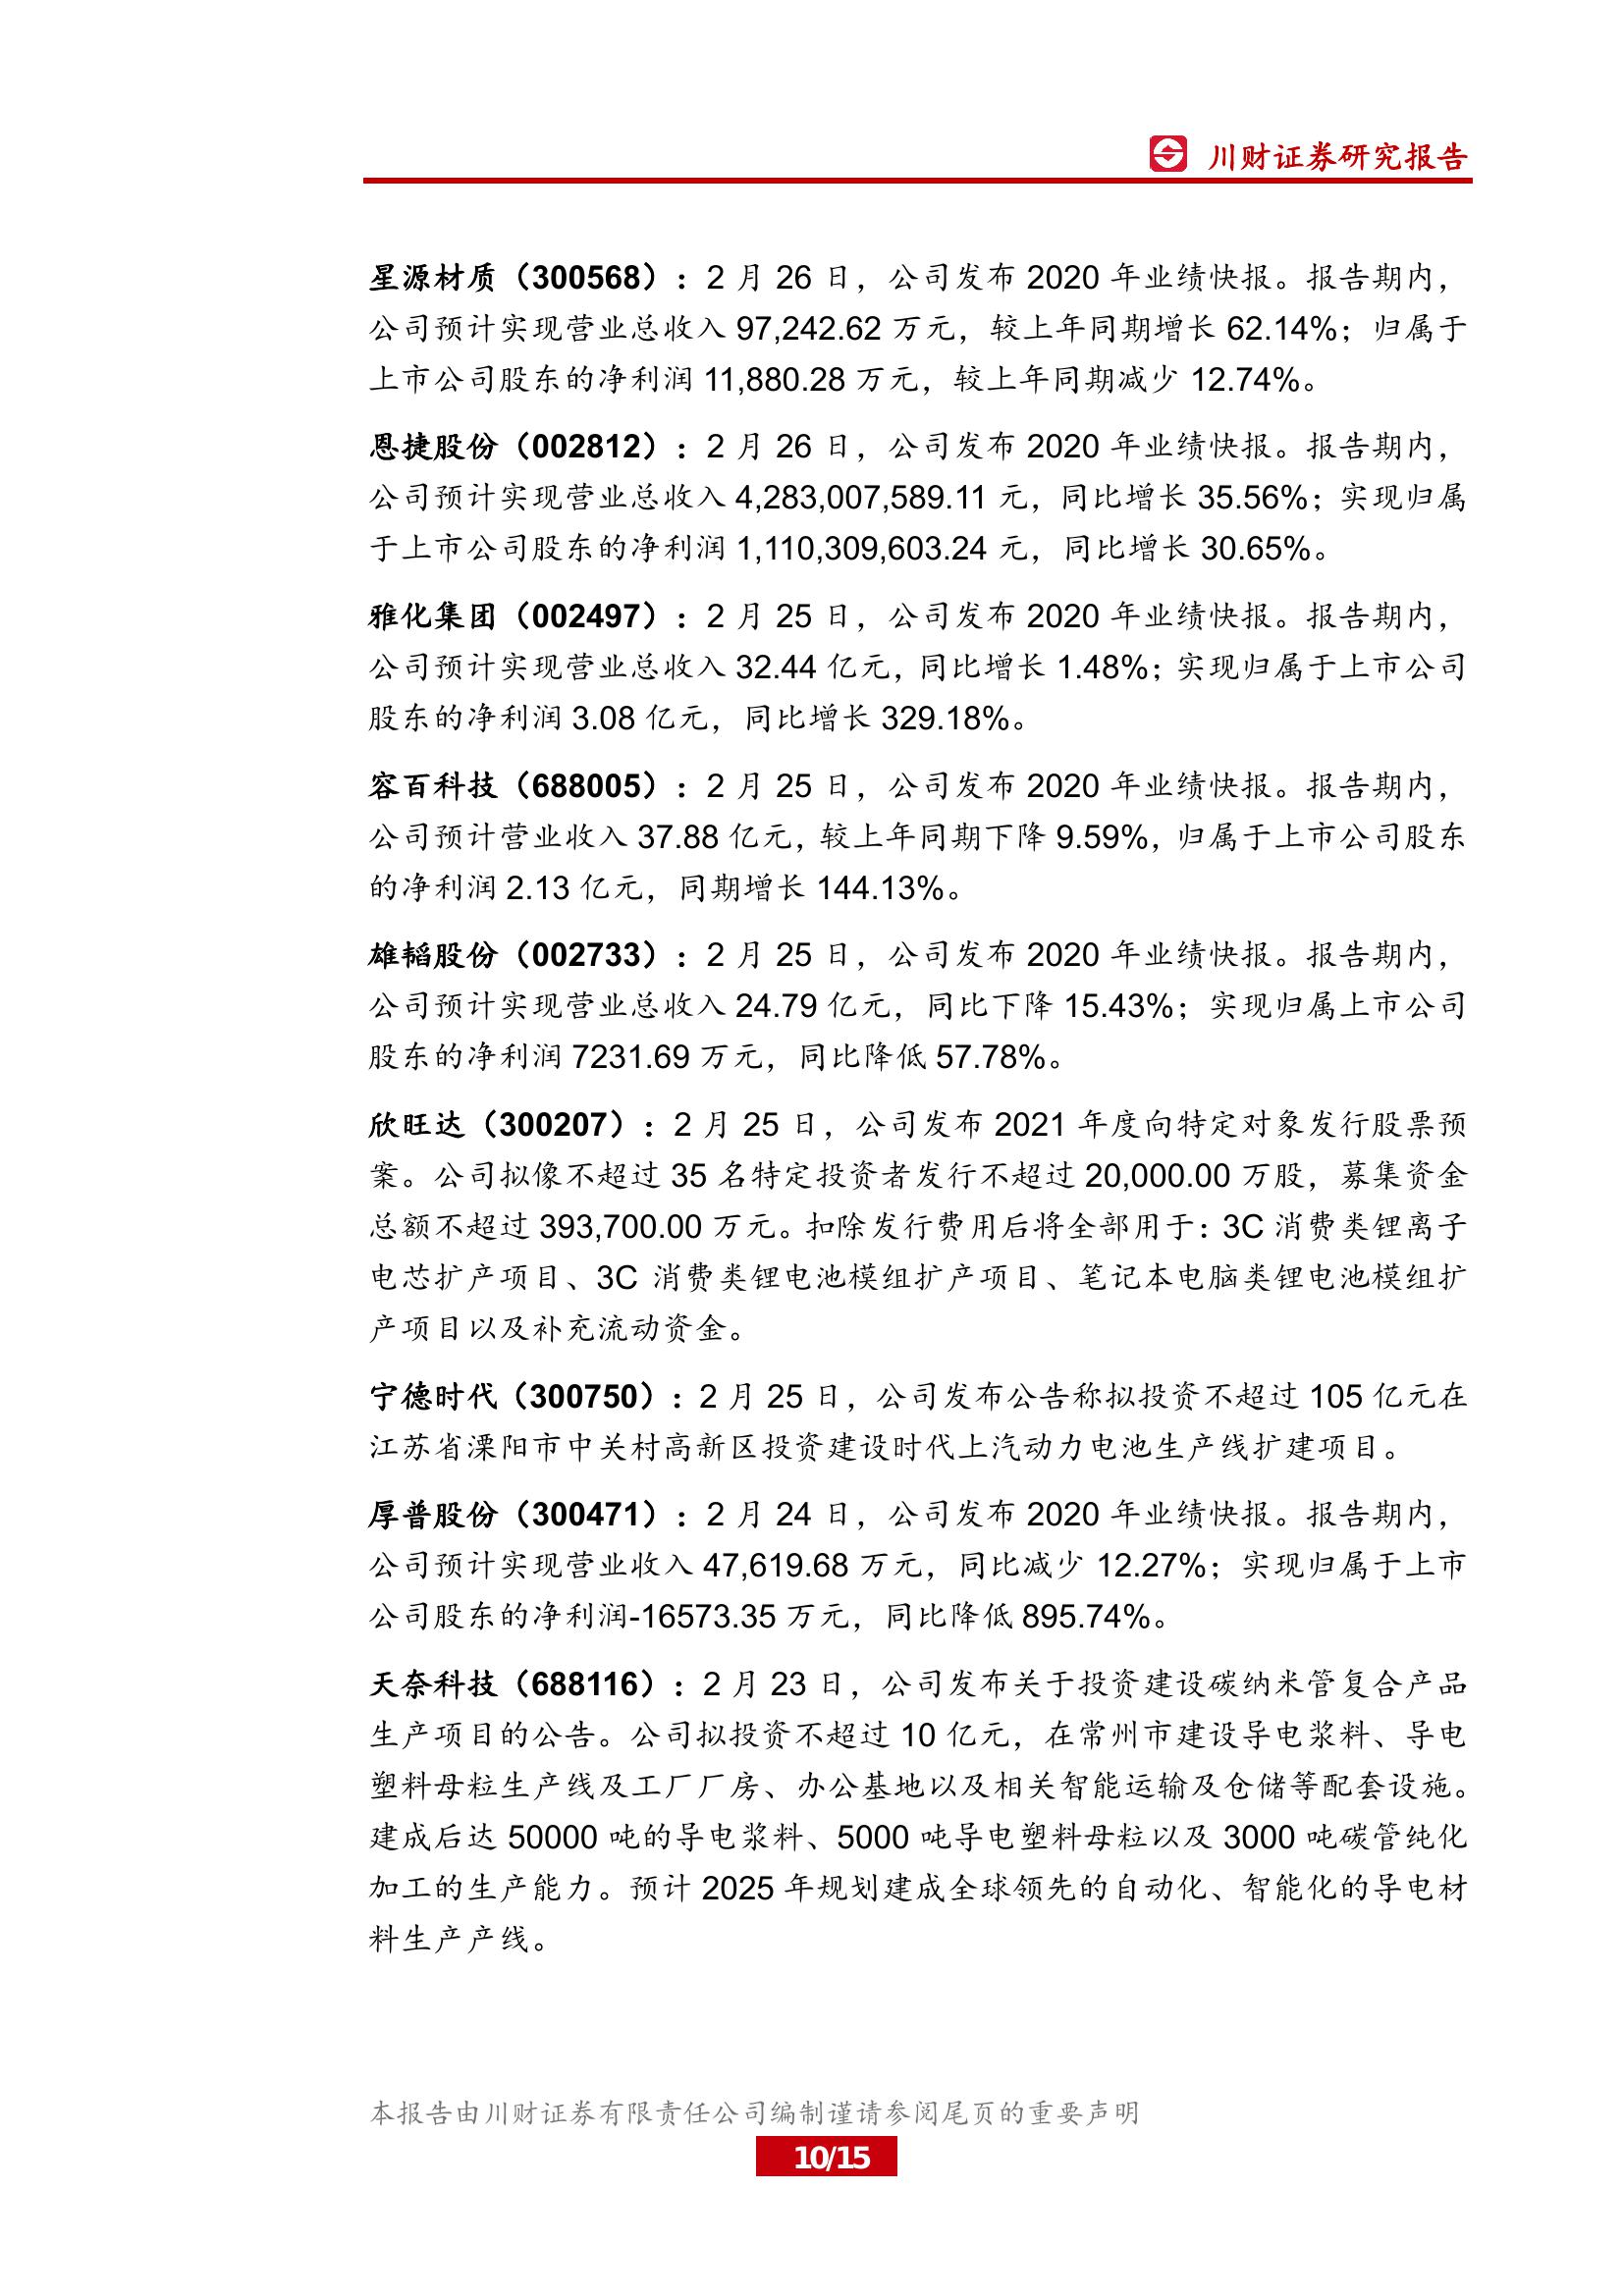 川财证券研究报告
星源材质（300568）：2 月 26 日，公司发布 2020 年业绩快报。报告期内，
公司预计实现营业总收入 97,242.62 万元，较上年同期增长 62.14%；归属于
上市公司股东的净利润 11,880.28 万元，较上年同期减少 12.74%。
恩捷股份（002812）：2 月 26 日，公司发布 2020 年业绩快报。报告期内，
公司预计实现营业总收入 4,283,007,589.11 元，同比增长 35.56%；实现归属
于上市公司股东的净利润 1,110,309,603.24 元，同比增长 30.65%。
雅化集团（002497）：2 月 25 日，公司发布 2020 年业绩快报。报告期内，
公司预计实现营业总收入 32.44 亿元，同比增长 1.48%；实现归属于上市公司
股东的净利润 3.08 亿元，同比增长 329.18%。
容百科技（688005）：2 月 25 日，公司发布 2020 年业绩快报。报告期内，
公司预计营业收入 37.88 亿元，较上年同期下降 9.59%，归属于上市公司股东
的净利润 2.13 亿元，同期增长 144.13%。
雄韬股份（002733）：2 月 25 日，公司发布 2020 年业绩快报。报告期内，
公司预计实现营业总收入 24.79 亿元，同比下降 15.43%；实现归属上市公司
股东的净利润 7231.69 万元，同比降低 57.78%。
欣旺达（300207）：2 月 25 日，公司发布 2021 年度向特定对象发行股票预
案。公司拟像不超过 35 名特定投资者发行不超过 20,000.00 万股，募集资金
总额不超过 393,700.00 万元。扣除发行费用后将全部用于：3C 消费类锂离子
电芯扩产项目、3C 消费类锂电池模组扩产项目、笔记本电脑类锂电池模组扩
产项目以及补充流动资金。
宁德时代（300750）：2 月 25 日，公司发布公告称拟投资不超过 105 亿元在
江苏省溧阳市中关村高新区投资建设时代上汽动力电池生产线扩建项目。
厚普股份（300471）：2 月 24 日，公司发布 2020 年业绩快报。报告期内，
公司预计实现营业收入 47,619.68 万元，同比减少 12.27%；实现归属于上市
公司股东的净利润-16573.35 万元，同比降低 895.74%。
天奈科技（688116）：2 月 23 日，公司发布关于投资建设碳纳米管复合产品
生产项目的公告。公司拟投资不超过 10 亿元，在常州市建设导电浆料、导电
塑料母粒生产线及工厂厂房、办公基地以及相关智能运输及仓储等配套设施。
建成后达 50000 吨的导电浆料、5000 吨导电塑料母粒以及 3000 吨碳管纯化
加工的生产能力。预计 2025 年规划建成全球领先的自动化、智能化的导电材
料生产产线。
本报告由川财证券有限责任公司编制谨请参阅尾页的重要声明
10/15